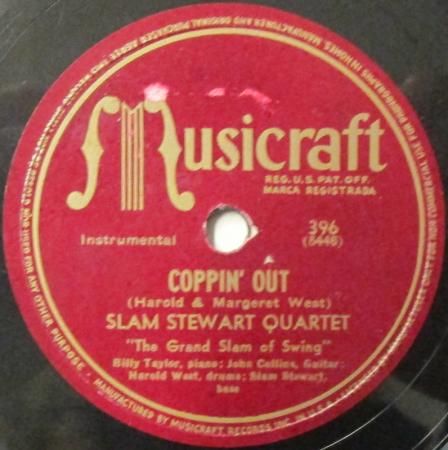 Musicraft
REG. U.S. PAT. OFF.
MARCA REGISTRADA
Instrumental
396
(5446)
COPPIN' OUT
(Harold & Margeret West)
SLAM STEWART QUARTET
"The Grand Slam of Swing"
Billy Taylor, piano; John Collins, Guitar;
Harold West, drums; Slam Stewart,
bass
MANUFACTURED BY MUSICRAFT, RECORDS INC. IN U.S.A.